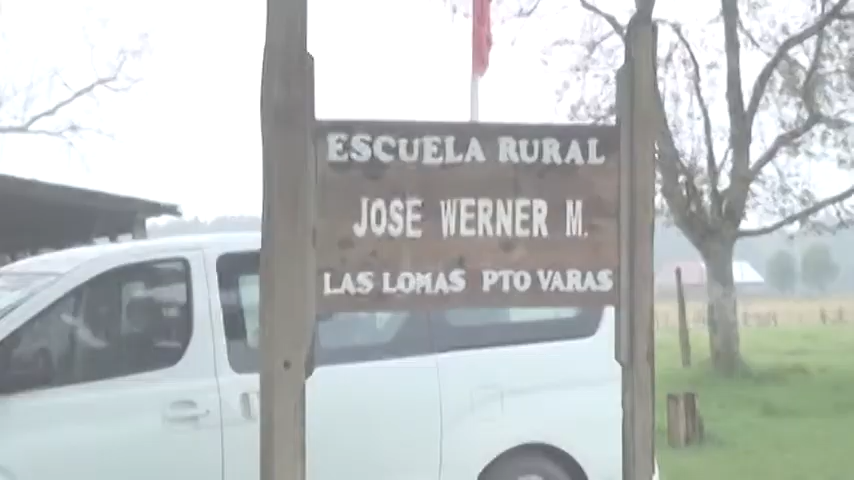 ESCUELA RURAL
JOSE WERNER M.
LAS LOMAS PTO VARAS